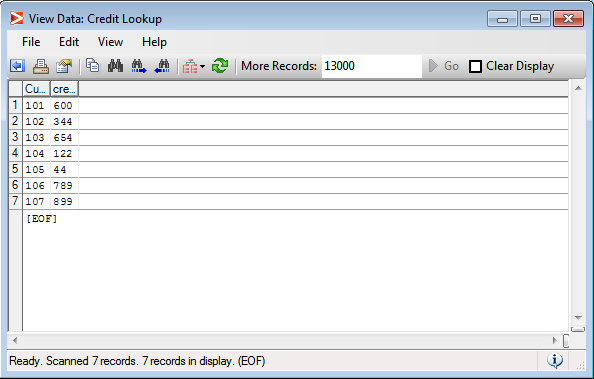 View Data: Credit Lookup
File Edit View Help
More Records: 13000 Go Clear Display
Cu... cre...
1 101 600
2 102 344
3 103 654
4 104 122
5 105 44
6 106 789
7 107 899
[EOF]
Ready. Scanned 7 records. 7 records in display. (EOF)